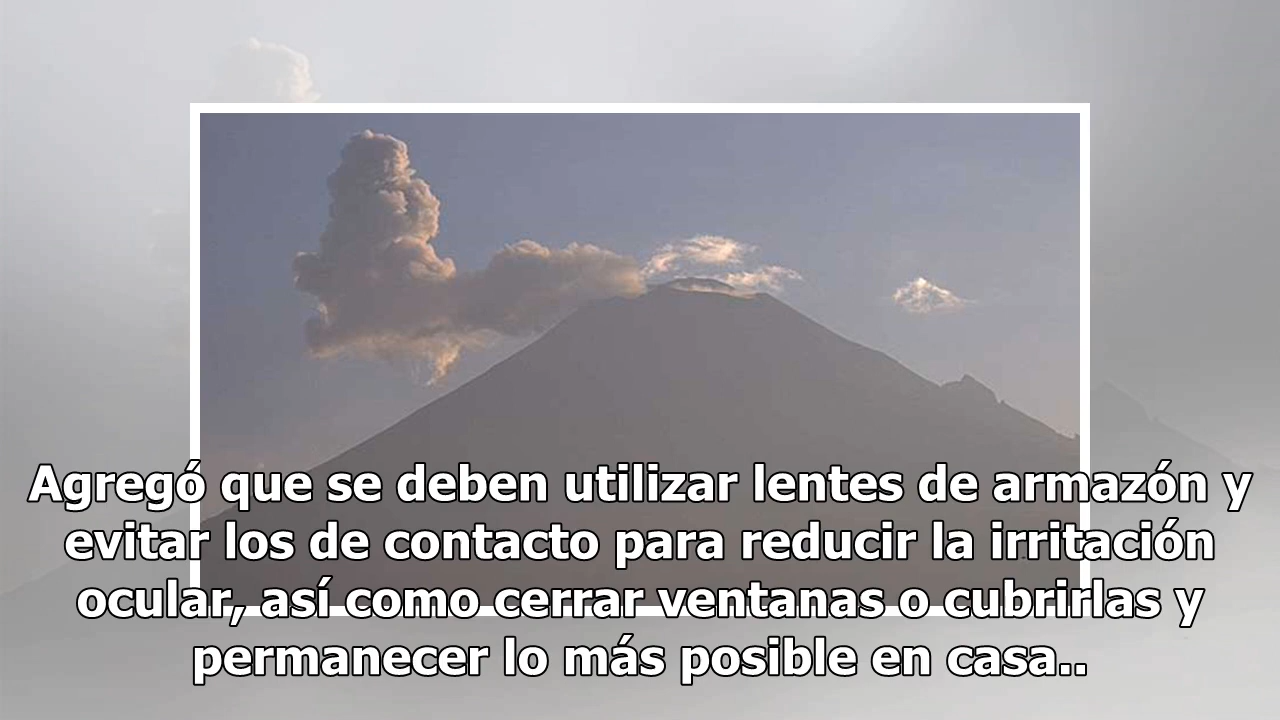 Agregó que se deben utilizar lentes de armazón y
evitar los de contacto para reducir la irritación
ocular, así como cerrar ventanas o cubrirlas y
permanecer lo más posible en casa..